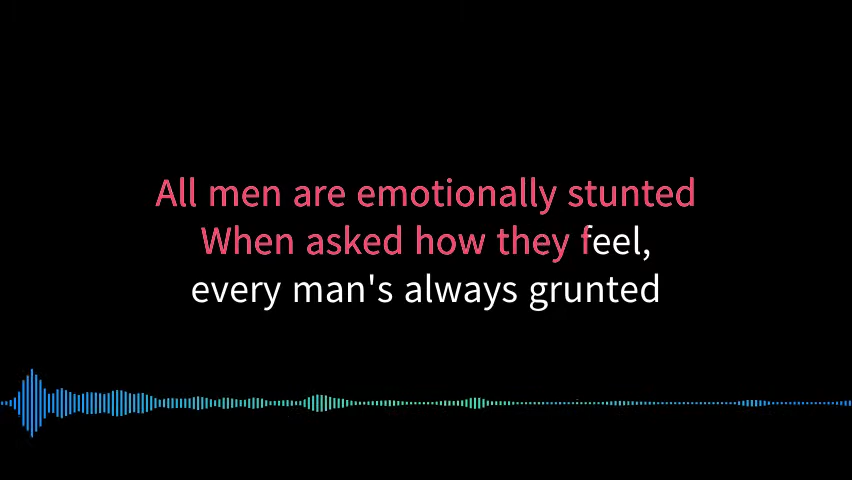 All men are emotionally stunted
When asked how they feel,
every man's always grunted